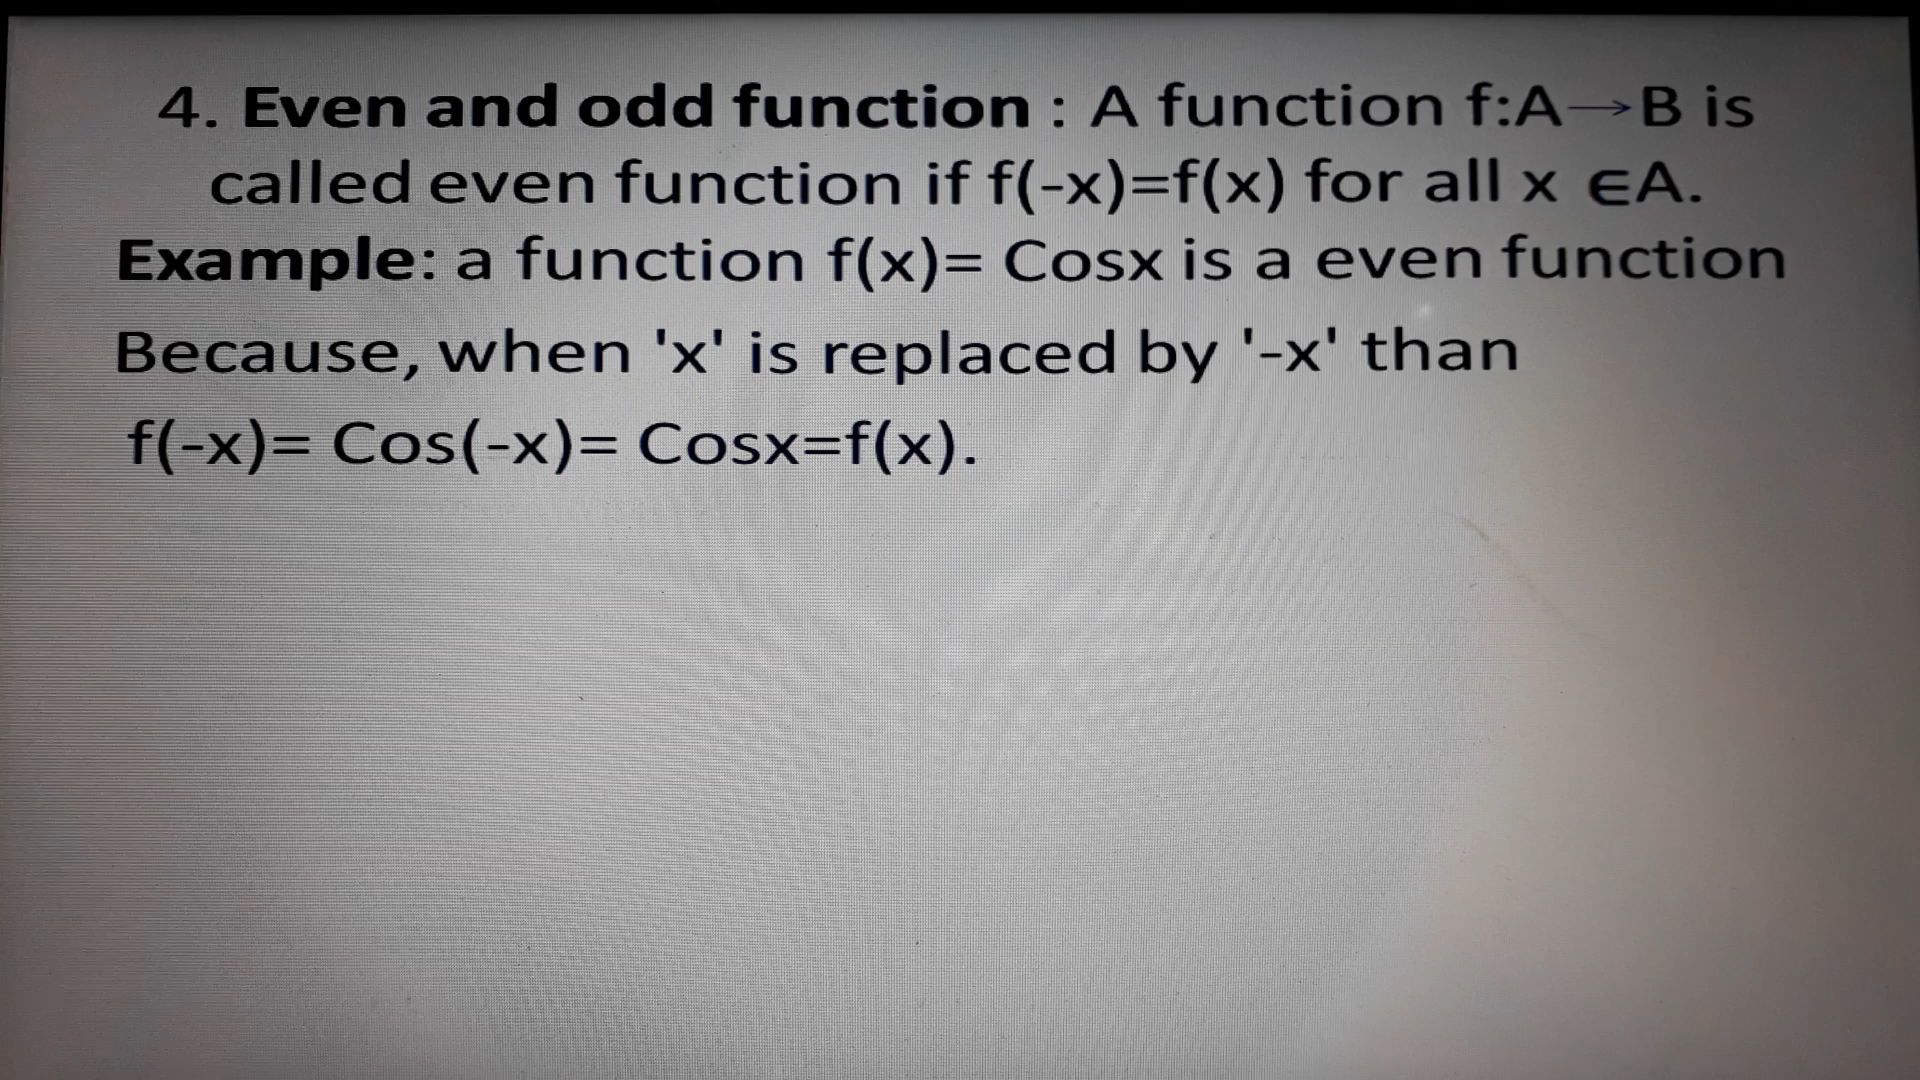 4. Even and odd function : A function f:A→B is
called even function if f(-x)=f(x) for all x ∈A.
Example: a function f(x)= Cosx is a even function
Because, when 'x' is replaced by '-x' than
f(-x)= Cos(-x)= Cosx=f(x).